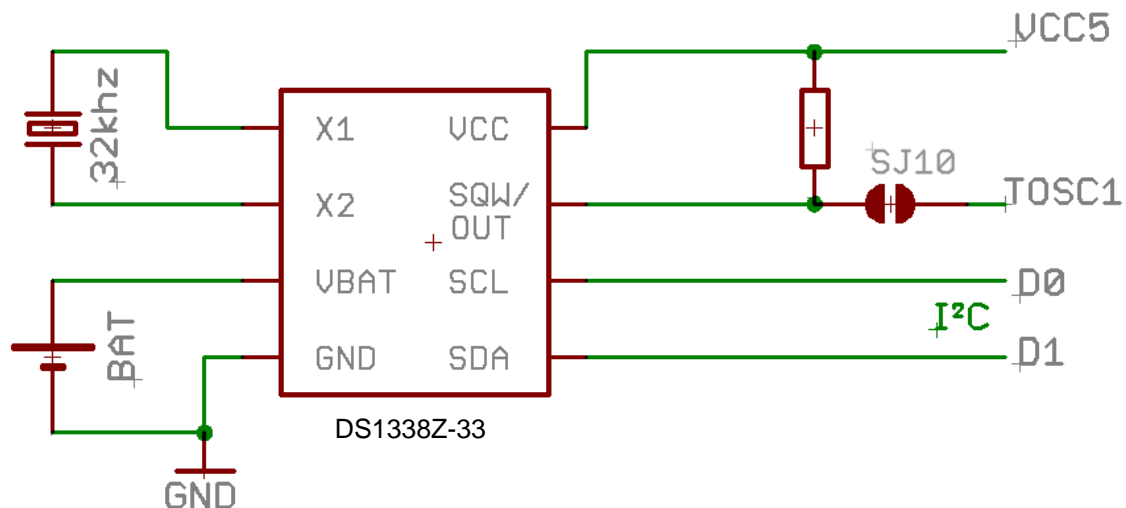 VCC5
32khz
X1
VCC
SJ10
X2
SQW/
OUT
TOSC1
VBAT
SCL
D0
I²C
BAT
GND
SDA
D1
DS1338Z-33
GND